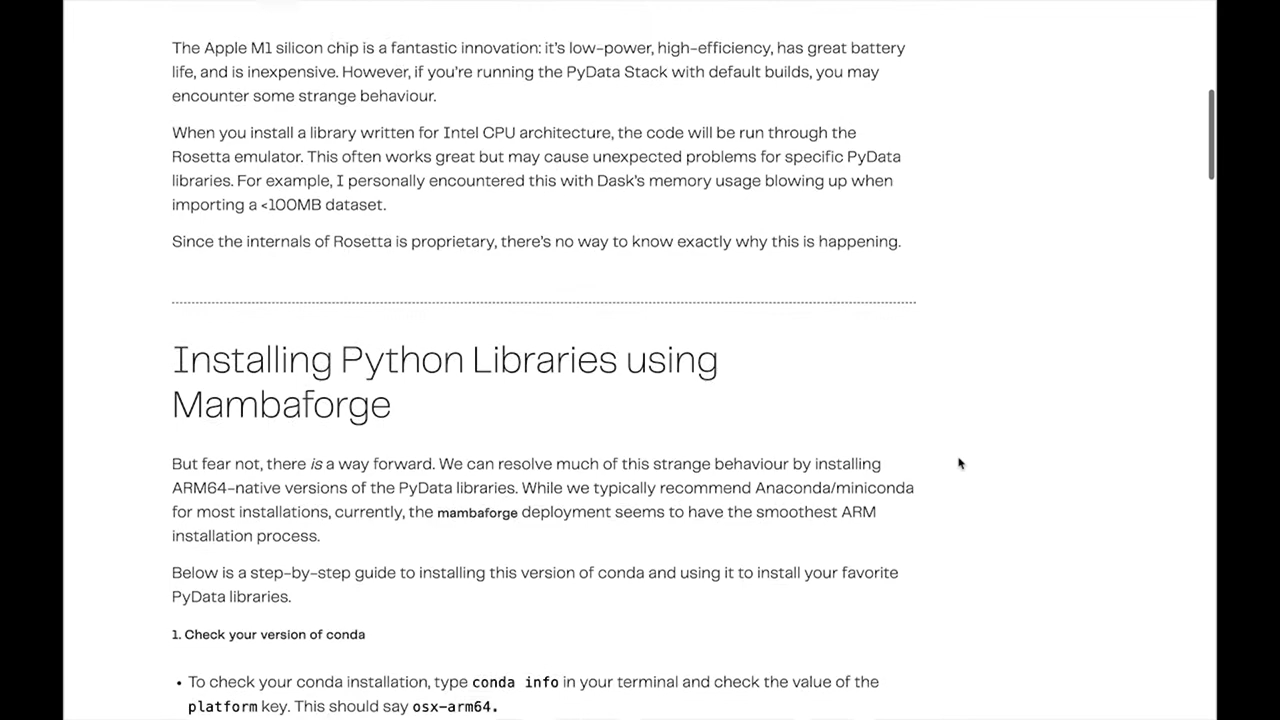 The Apple M1 silicon chip is a fantastic innovation: it's low-power, high-efficiency, has great battery
life, and is inexpensive. However, if you're running the PyData Stack with default builds, you may
encounter some strange behaviour.
When you install a library written for Intel CPU architecture, the code will be run through the
Rosetta emulator. This often works great but may cause unexpected problems for specific PyData
libraries. For example, I personally encountered this with Dask's memory usage blowing up when
importing a <100MB dataset.
Since the internals of Rosetta is proprietary, there's no way to know exactly why this is happening.
Installing Python Libraries using
Mambaforge
But fear not, there is a way forward. We can resolve much of this strange behaviour by installing
ARM64-native versions of the PyData libraries. While we typically recommend Anaconda/miniconda
for most installations, currently, the mambaforge deployment seems to have the smoothest ARM
installation process.
Below is a step-by-step guide to installing this version of conda and using it to install your favorite
PyData libraries.
1. Check your version of conda
• To check your conda installation, type conda info in your terminal and check the value of the
platform key. This should say osx-arm64.